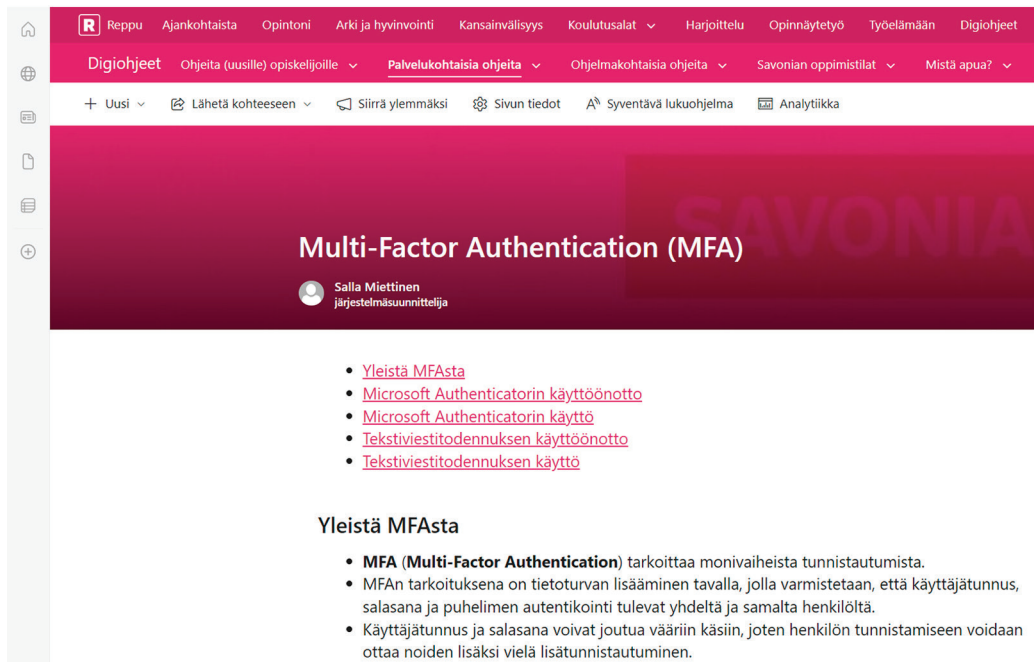 R Reppu Ajankohtaista Opintoni Arki ja hyvinvointi Kansainvälisyys Koulutusalat Harjoittelu Opinnäytetyö Työelämään Digiohjeet
Digiohjeet Ohjeita (uusille) opiskelijoille Palvelukohtaisia ohjeita Ohjelmakohtaisia ohjeita Savonian oppimistilat Mistä apua?
+ Uusi Lähetä kohteeseen Siirrä ylemmäksi Sivun tiedot Syventävä lukuohjelma Analytiikka
SAVONIA
Multi-Factor Authentication (MFA)
Salla Miettinen
järjestelmäsuunnittelija
• Yleistä MFAsta
• Microsoft Authenticatorin käyttöönotto
• Microsoft Authenticatorin käyttö
• Tekstiviestitodennuksen käyttöönotto
• Tekstiviestitodennuksen käyttö
Yleistä MFAsta
• MFA (Multi-Factor Authentication) tarkoittaa monivaiheista tunnistautumista.
• MFAn tarkoituksena on tietoturvan lisääminen tavalla, jolla varmistetaan, että käyttäjätunnus,
salasana ja puhelimen autentikointi tulevat yhdeltä ja samalta henkilöltä.
• Käyttäjätunnus ja salasana voivat joutua vääriin käsiin, joten henkilön tunnistamiseen voidaan
ottaa noiden lisäksi vielä lisätunnistautuminen.